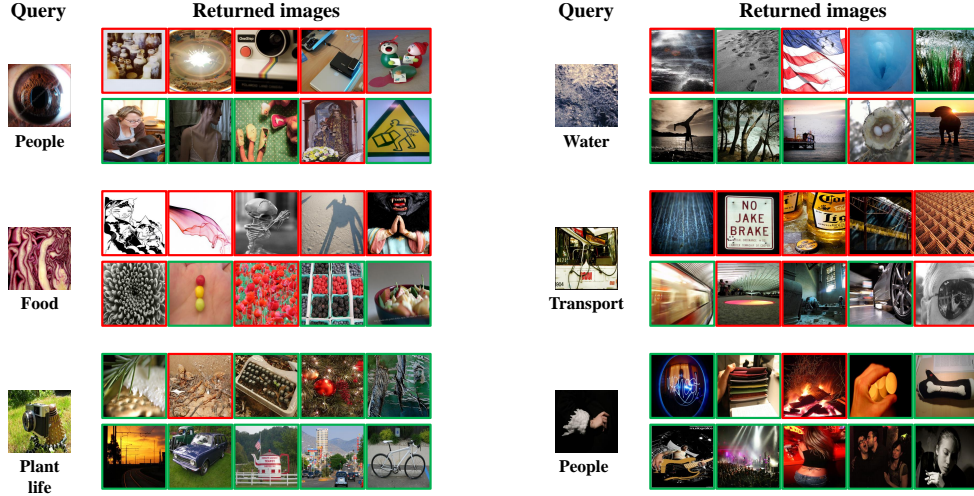 Query
Returned images
Query
Returned images
People
Water
NO
JAKE
BRAKE
Food
Transport
Plant
life
People